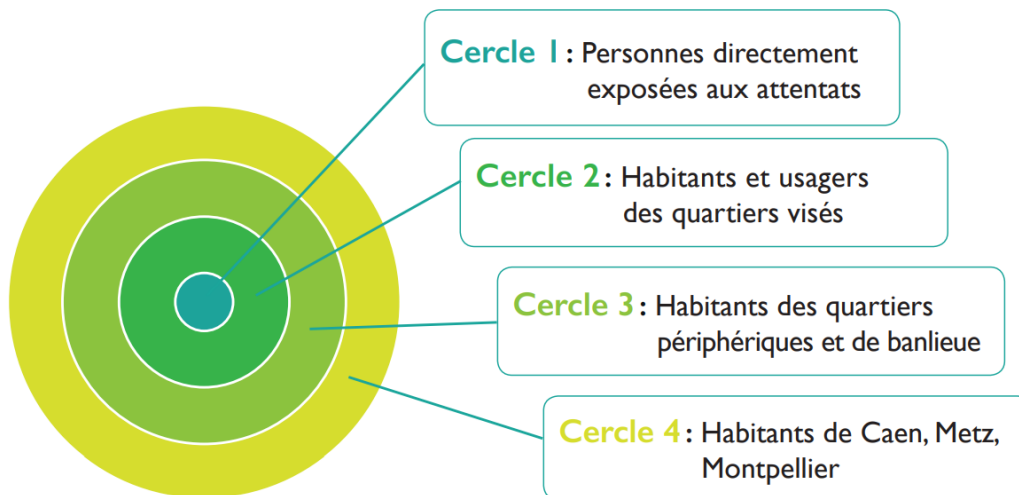 Cercle 1 : Personnes directement
exposées aux attentats
Cercle 2 : Habitants et usagers
des quartiers visés
Cercle 3 : Habitants des quartiers
périphériques et de banlieue
Cercle 4 : Habitants de Caen, Metz,
Montpellier